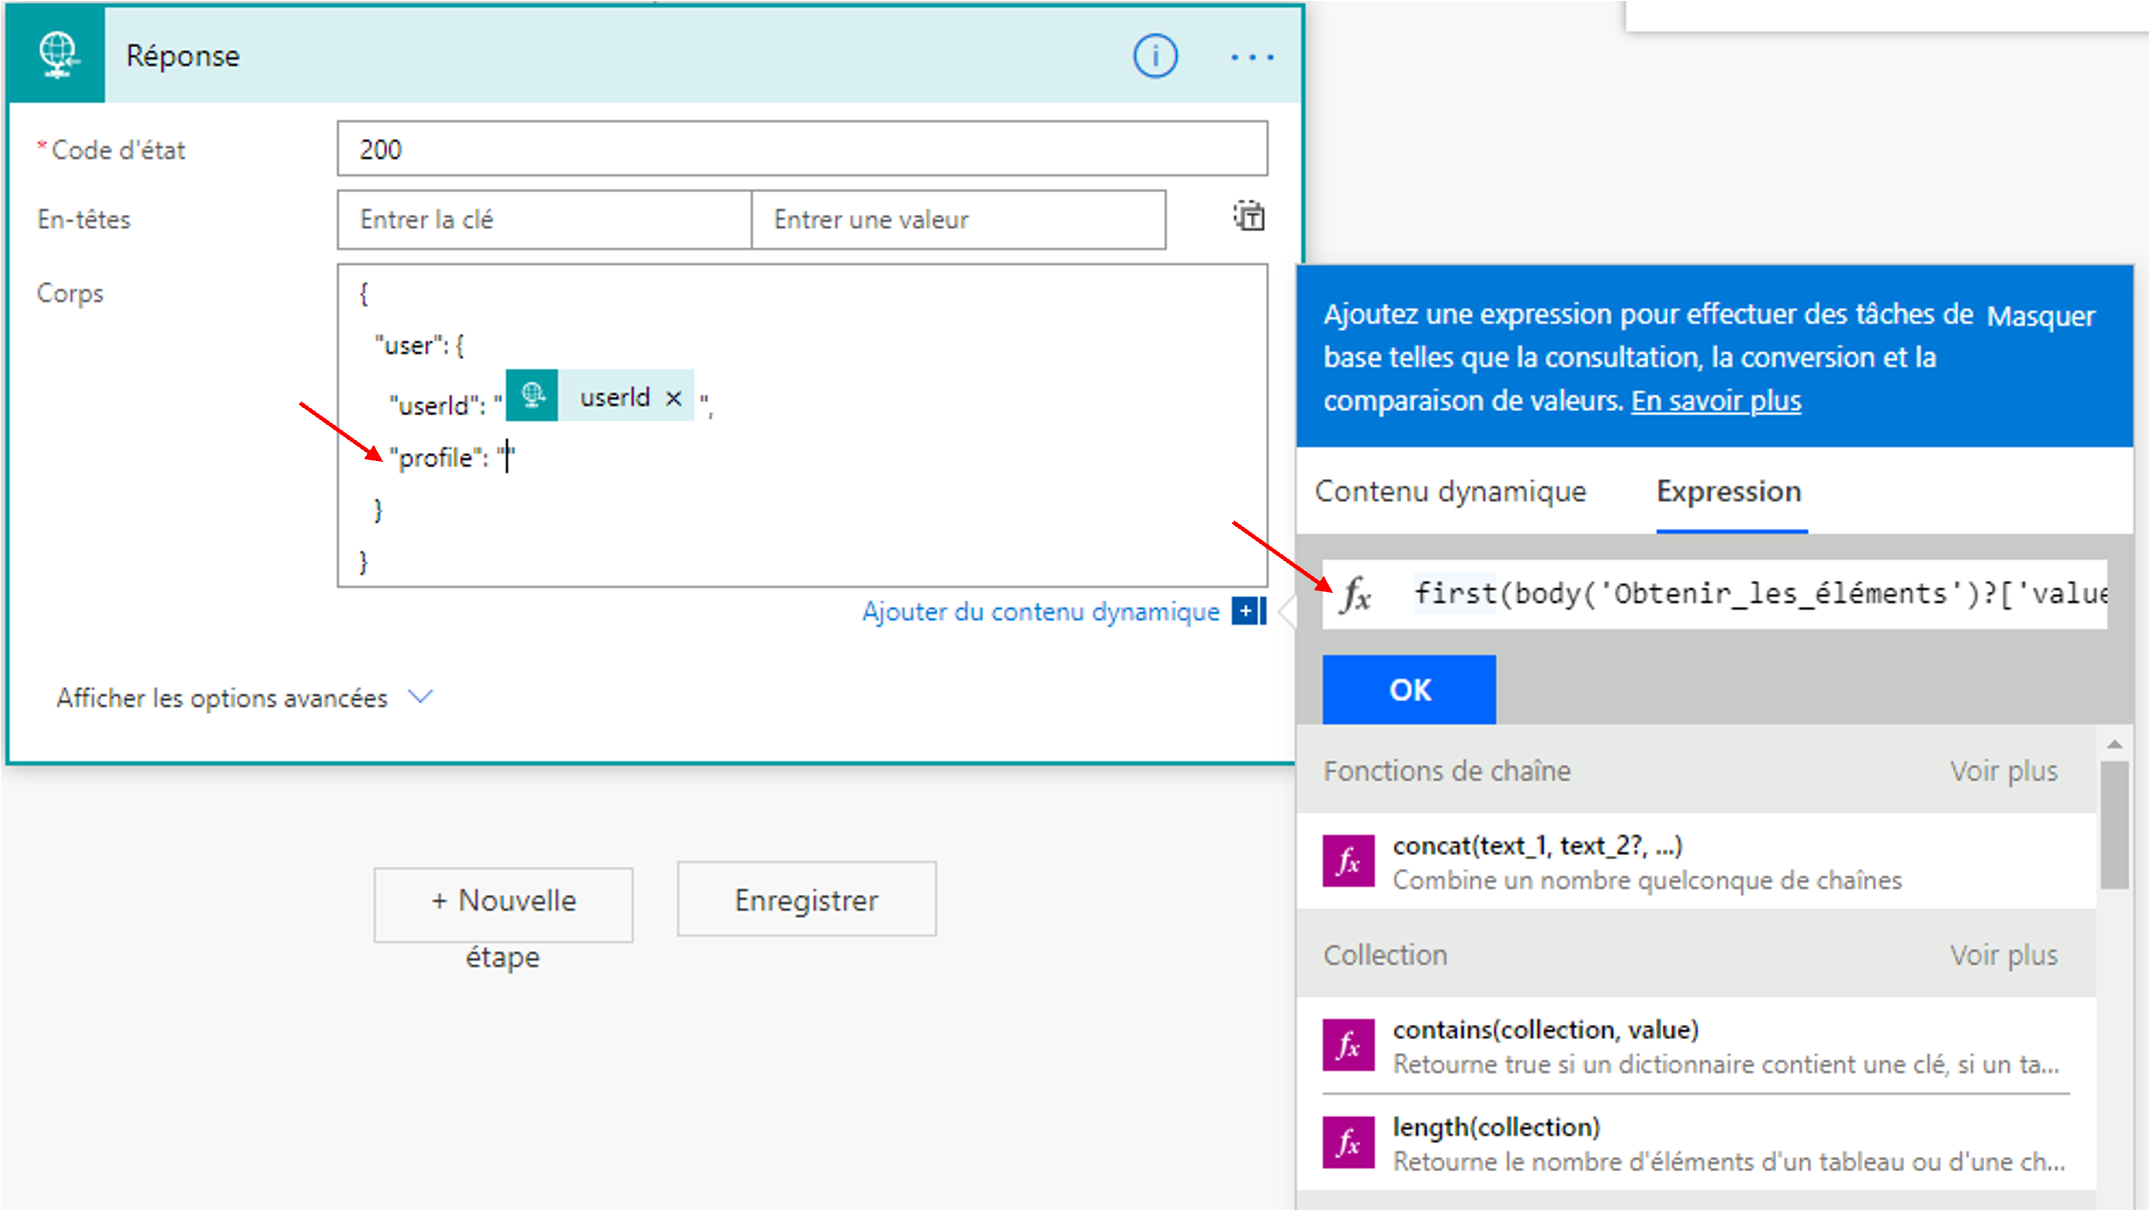 Réponse
i
* Code d'état
200
En-têtes
Entrer la clé
Entrer une valeur
T
Corps
{
"user": {
"userId": " userId × ",
"profile": ""
}
}
Ajouter du contenu dynamique +
Afficher les options avancées
+ Nouvelle
étape
Enregistrer
Ajoutez une expression pour effectuer des tâches de
base telles que la consultation, la conversion et la
comparaison de valeurs. En savoir plus
Masquer
Contenu dynamique
Expression
fx first(body('Obtenir_les_éléments')?['value
OK
Fonctions de chaîne
Voir plus
fx
concat(text_1, text_2?, ...)
Combine un nombre quelconque de chaînes
Collection
Voir plus
fx
contains(collection, value)
Retourne true si un dictionnaire contient une clé, si un ta...
fx
length(collection)
Retourne le nombre d'éléments d'un tableau ou d'une ch...